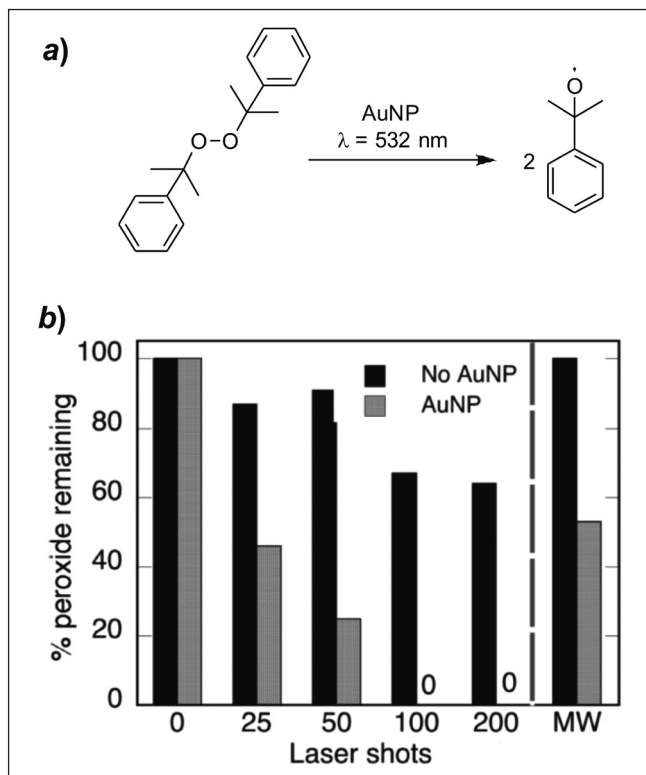 a)
O-O
AuNP
λ = 532 nm
2
O
b)
100
80
60
40
20
0
% peroxide remaining
No AuNP
AuNP
0
0
0 25 50 100 200 MW
Laser shots